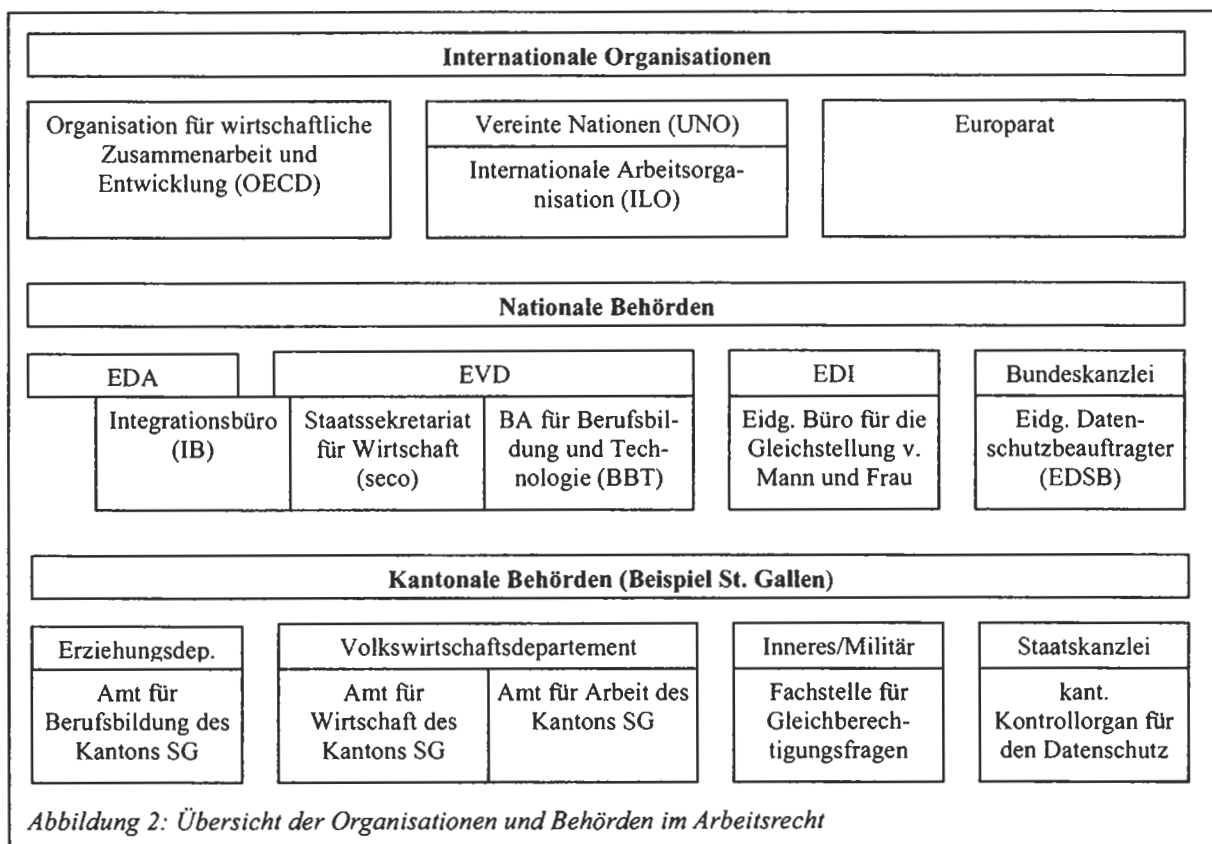 Internationale Organisationen
Organisation für wirtschaftliche
Zusammenarbeit und
Entwicklung (OECD)
Vereinte Nationen (UNO)
Internationale Arbeitsorga-
nisation (ILO)
Europarat
Nationale Behörden
EDA
EVD
Integrationsbüro
(IB)
Staatssekretariat
für Wirtschaft
(seco)
BA für Berufsbil-
dung und Tech-
nologie (BBT)
EDI
Eidg. Büro für die
Gleichstellung v.
Mann und Frau
Bundeskanzlei
Eidg. Daten-
schutzbeauftragter
(EDSB)
Kantonale Behörden (Beispiel St. Gallen)
Erziehungsdep.
Amt für
Berufsbildung des
Kantons SG
Volkswirtschaftsdepartement
Amt für
Wirtschaft des
Kantons SG
Amt für Arbeit des
Kantons SG
Inneres/Militär
Fachstelle für
Gleichberech-
tigungsfragen
Staatskanzlei
kant.
Kontrollorgan für
den Datenschutz
Abbildung 2: Übersicht der Organisationen und Behörden im Arbeitsrecht